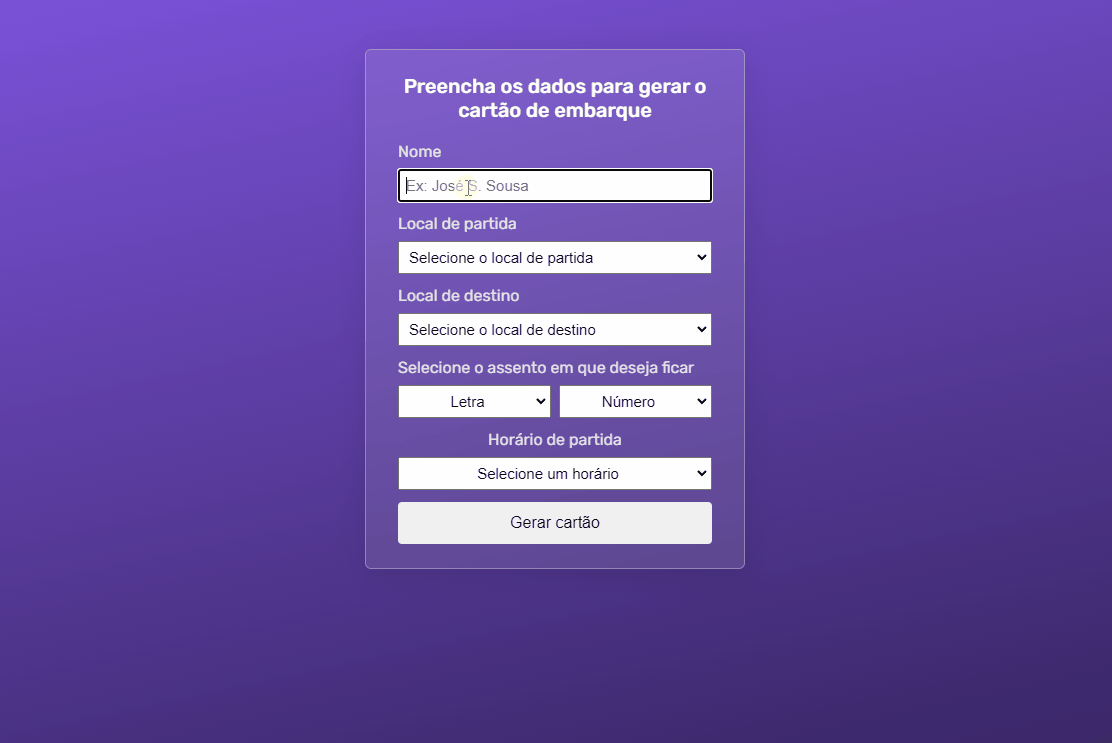 Preencha os dados para gerar o
cartão de embarque
Nome
Ex: José S. Sousa
Local de partida
Selecione o local de partida
Local de destino
Selecione o local de destino
Selecione o assento em que deseja ficar
Letra
Número
Horário de partida
Selecione um horário
Gerar cartão